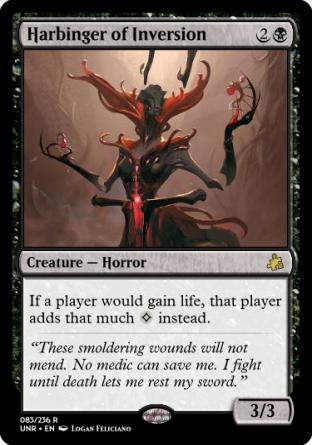 Harbinger of Inversion 2
Creature — Horror
If a player would gain life, that player
adds that much instead.
“These smoldering wounds will not
mend. No medic can save me. I fight
until death lets me rest my sword.”
3/3
083/236 R
UNR • EN Logan Feliciano